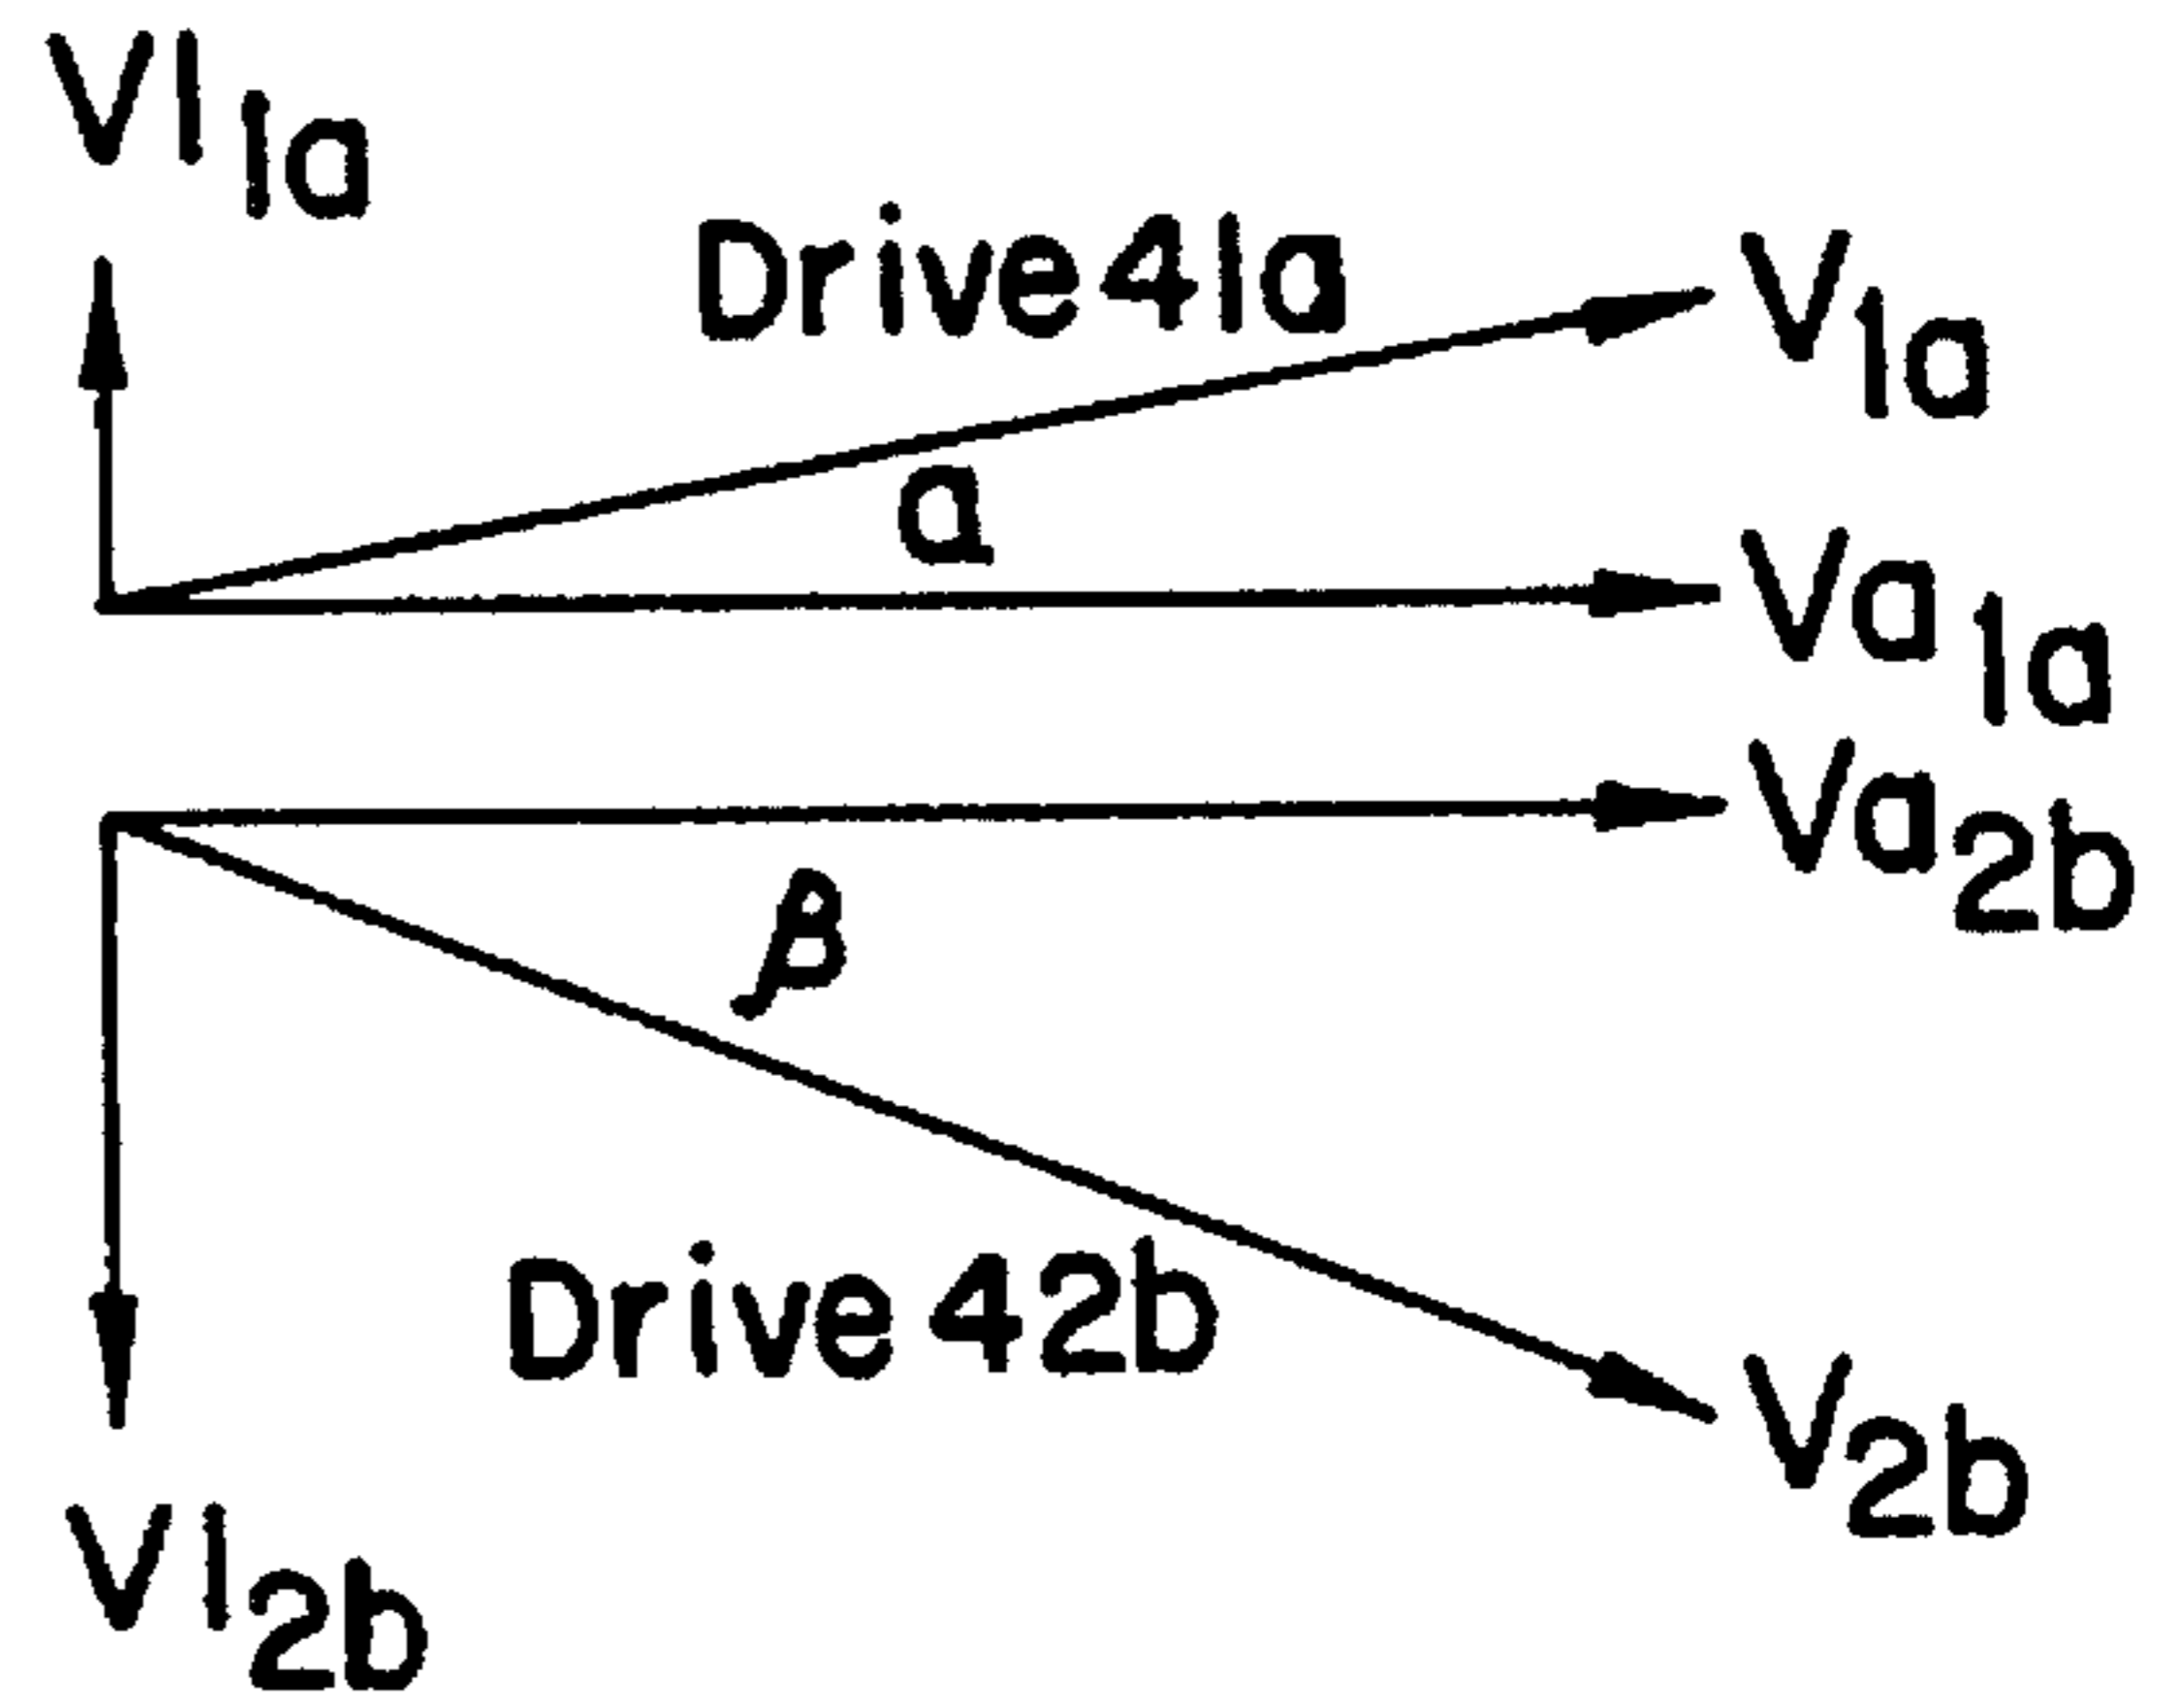 Vl1a
Drive 41a
V1a
a
Va1a
Va2b
β
Drive 42b
V2b
Vl2b